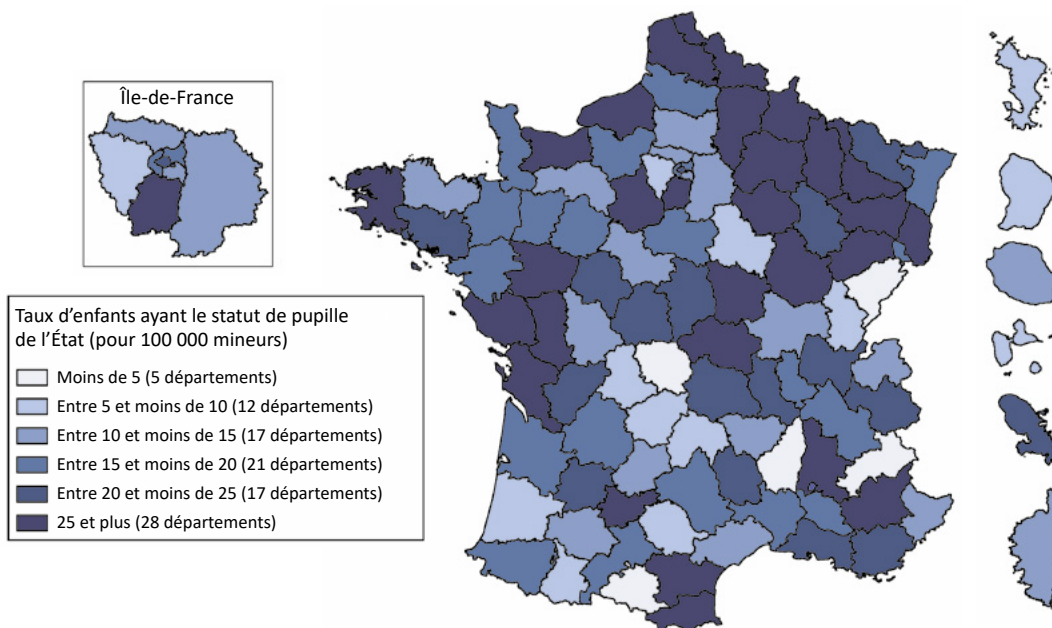 Île-de-France
Taux d’enfants ayant le statut de pupille
de l’État (pour 100 000 mineurs)
Moins de 5 (5 départements)
Entre 5 et moins de 10 (12 départements)
Entre 10 et moins de 15 (17 départements)
Entre 15 et moins de 20 (21 départements)
Entre 20 et moins de 25 (17 départements)
25 et plus (28 départements)